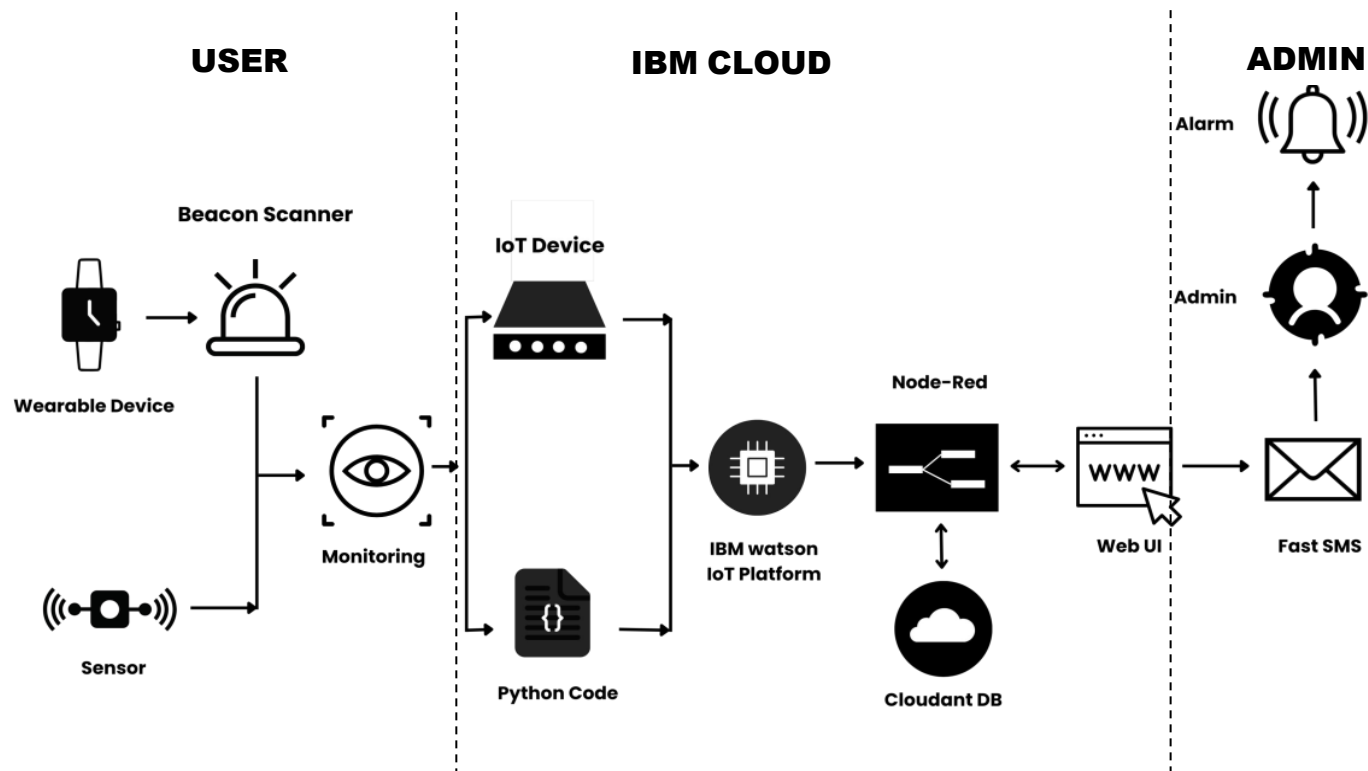 USER
IBM CLOUD
ADMIN
Alarm
Beacon Scanner
IoT Device
Admin
Wearable Device
Node-Red
WWW
Monitoring
IBM watson
IoT Platform
Web UI
Fast SMS
{}
Sensor
Python Code
Cloudant DB